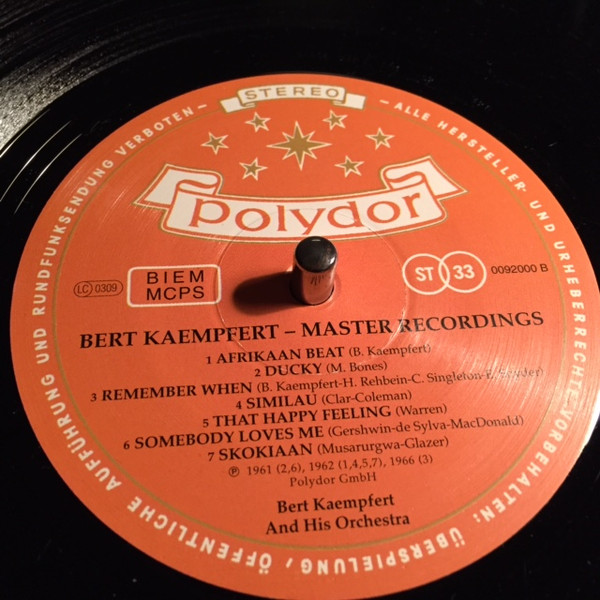 STEREO
polydor
LC 0309
BIEM
MCPS
ST 33
0092000 B
BERT KAEMPFERT – MASTER RECORDINGS
1 AFRIKAAN BEAT (B. Kaempfert)
2 DUCKY (M. Bones)
3 REMEMBER WHEN (B. Kaempfert-H. Rehbein-C. Singleton-E. Snyder)
4 SIMILAU (Clar-Coleman)
5 THAT HAPPY FEELING (Warren)
6 SOMEBODY LOVES ME (Gershwin-de Sylva-MacDonald)
7 SKOKIAAN (Musarurgwa-Glazer)
℗ 1961 (2,6), 1962 (1,4,5,7), 1966 (3)
Polydor GmbH
Bert Kaempfert
And His Orchestra
– ALLE HERSTELLER- UND URHEBERRECHTE VORBEHALTEN: ÜBERSPIELUNG, ÖFFENTLICHE AUFFÜHRUNG UND RUNDFUNKSENDUNG VERBOTEN –